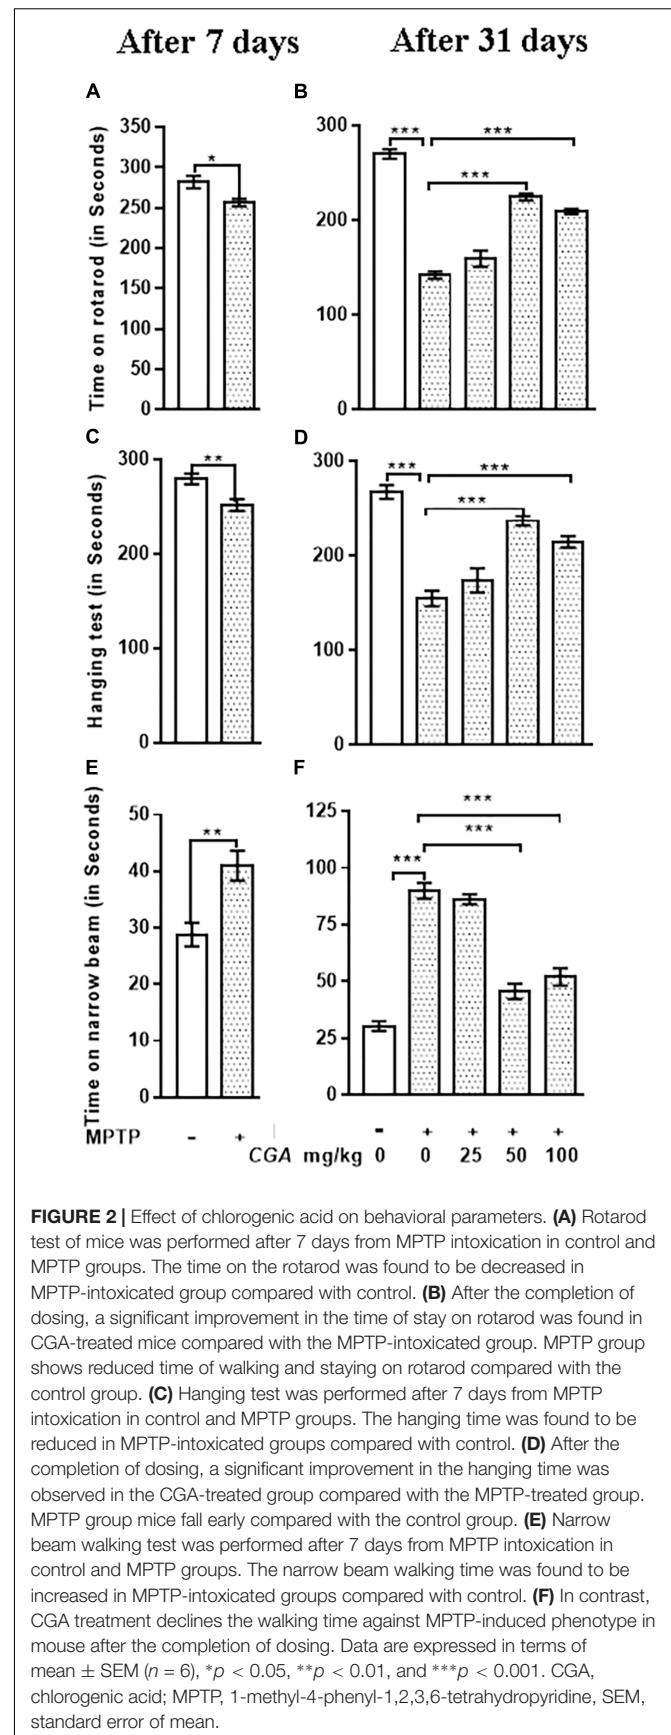 After 7 days After 31 days
A B
Time on rotarod (in Seconds)
350
300
250
200
150
100
50
0
*
300
200
100
0
***
***
***
C D
Hanging test (in Seconds)
300
200
100
0
**
300
200
100
0
***
***
***
E F
Time on narrow beam (in Seconds)
50
40
30
20
10
0
**
125
100
75
50
25
0
***
***
***
MPTP - + - + + + +
CGA mg/kg 0 0 25 50 100
FIGURE 2 | Effect of chlorogenic acid on behavioral parameters. (A) Rotarod
test of mice was performed after 7 days from MPTP intoxication in control and
MPTP groups. The time on the rotarod was found to be decreased in
MPTP-intoxicated group compared with control. (B) After the completion of
dosing, a significant improvement in the time of stay on rotarod was found in
CGA-treated mice compared with the MPTP-intoxicated group. MPTP group
shows reduced time of walking and staying on rotarod compared with the
control group. (C) Hanging test was performed after 7 days from MPTP
intoxication in control and MPTP groups. The hanging time was found to be
reduced in MPTP-intoxicated groups compared with control. (D) After the
completion of dosing, a significant improvement in the hanging time was
observed in the CGA-treated group compared with the MPTP-treated group.
MPTP group mice fall early compared with the control group. (E) Narrow
beam walking test was performed after 7 days from MPTP intoxication in
control and MPTP groups. The narrow beam walking time was found to be
increased in MPTP-intoxicated groups compared with control. (F) In contrast,
CGA treatment declines the walking time against MPTP-induced phenotype in
mouse after the completion of dosing. Data are expressed in terms of
mean ± SEM (n = 6), *p < 0.05, **p < 0.01, and ***p < 0.001. CGA,
chlorogenic acid; MPTP, 1-methyl-4-phenyl-1,2,3,6-tetrahydropyridine, SEM,
standard error of mean.